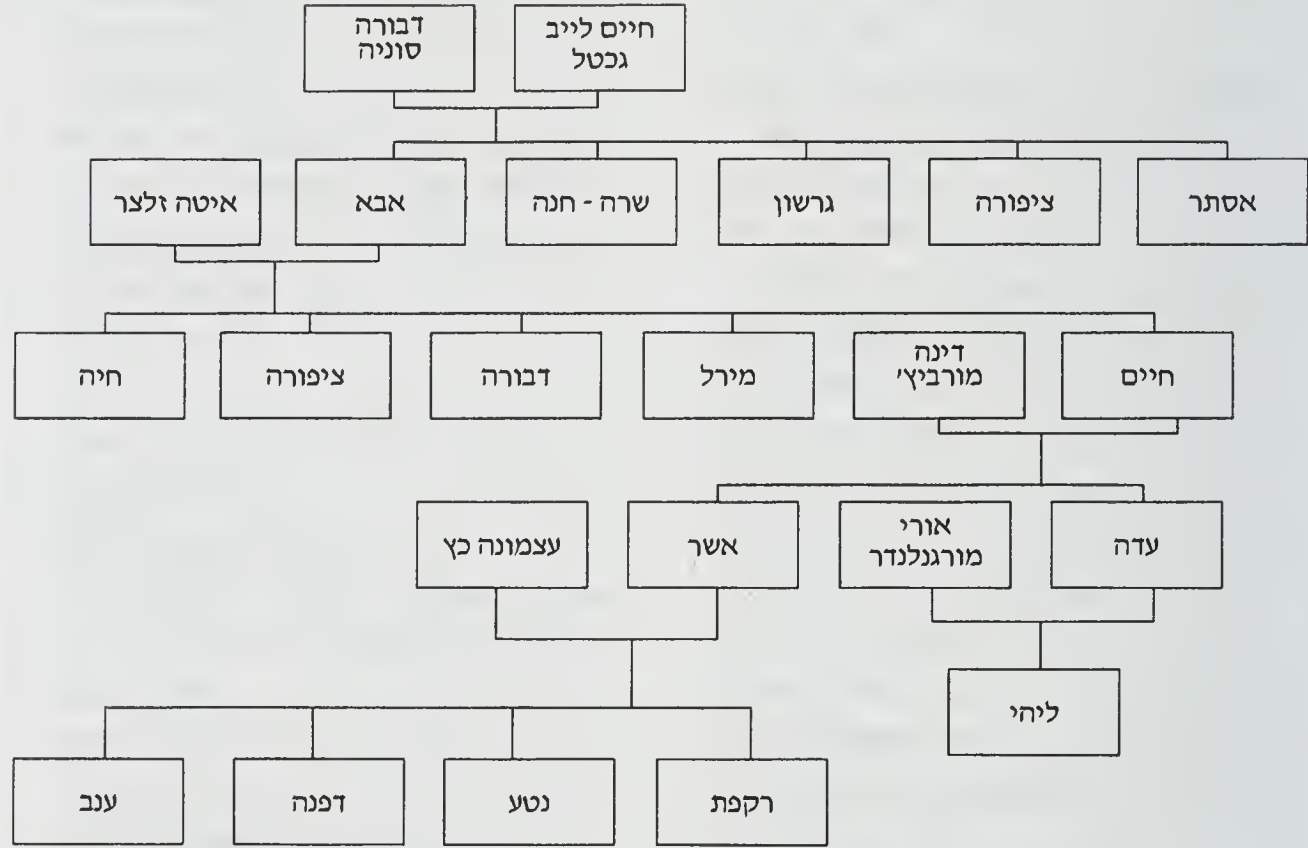 חיים לייב
גכטל
דבורה
סוניה
אסתר
ציפורה
גרשון
שרה - חנה
אבא
איטה זלצר
חיים
דינה
מורביץ'
מירל
דבורה
ציפורה
חיה
עדה
אורי
מורגנלנדר
אשר
עצמונה כץ
ליהי
רקפת
נטע
דפנה
ענב